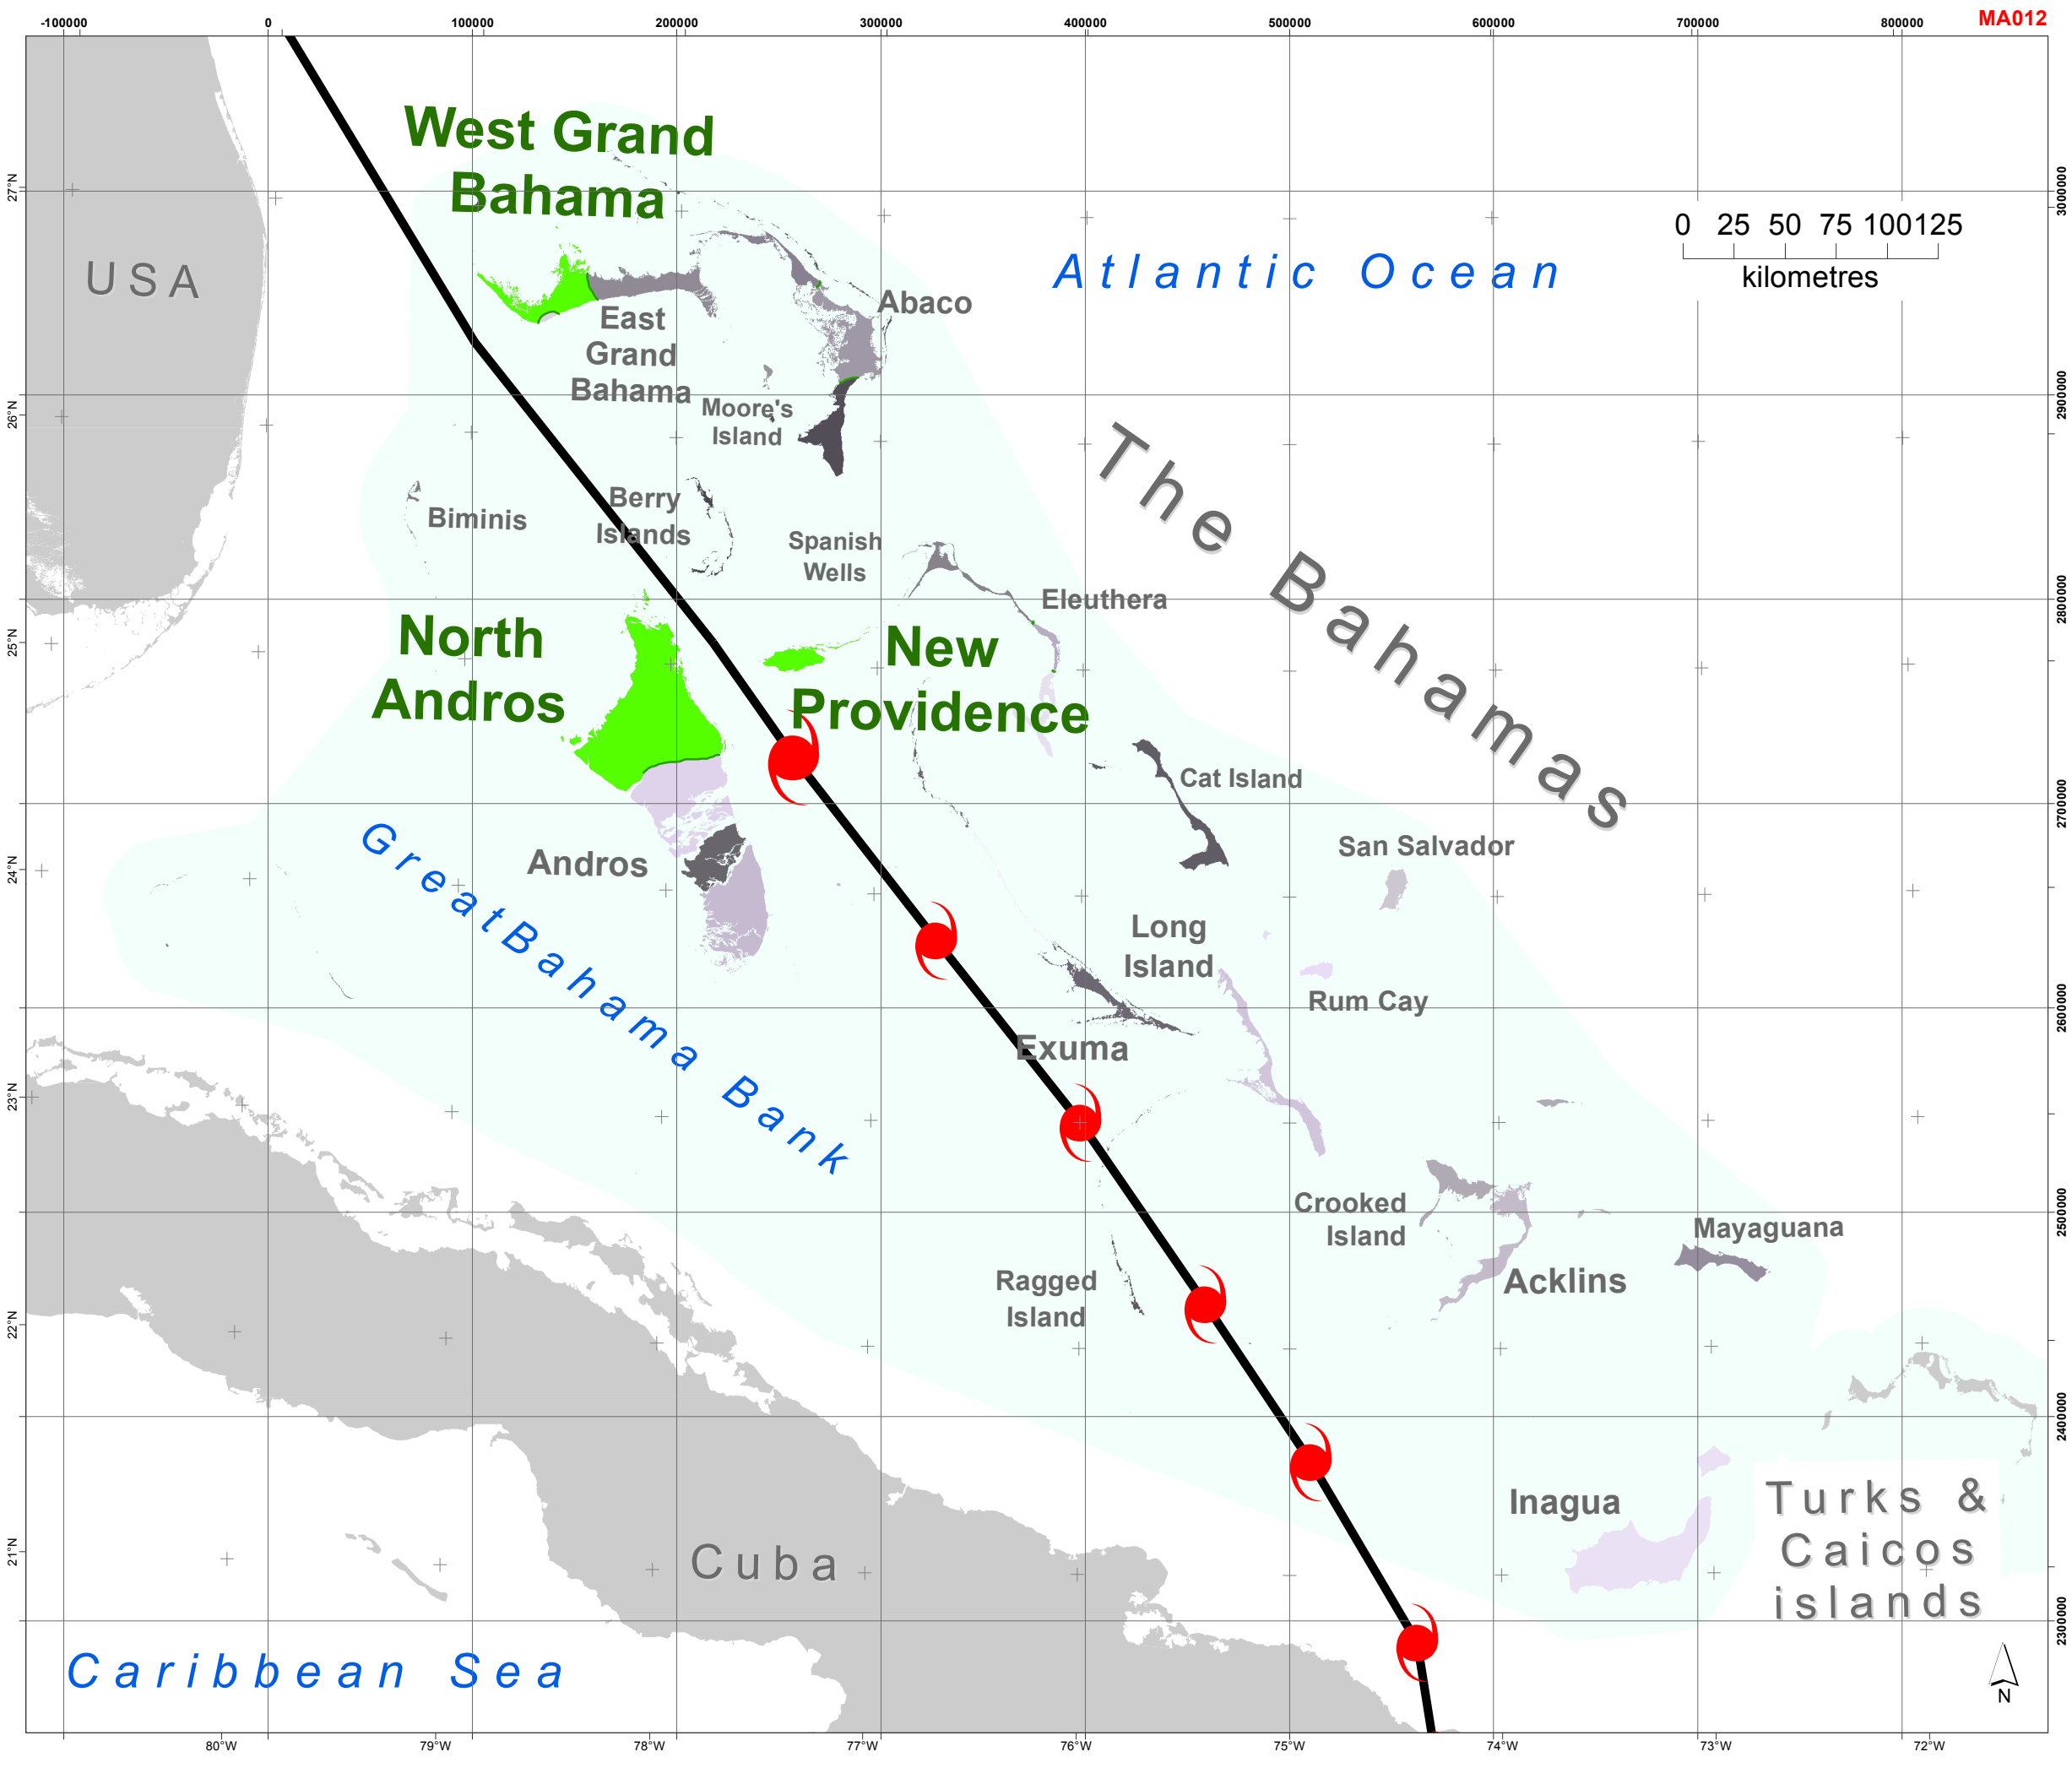 -100000 0 100000 200000 300000 400000 500000 600000 700000 800000
MA012
27°N
26°N
25°N
24°N
23°N
22°N
21°N
3000000
2900000
2800000
2700000
2600000
2500000
2400000
2300000
West Grand
Bahama
USA
Atlantic Ocean
0 25 50 75 100 125
kilometres
East
Grand
Bahama
Abaco
Moore's
Island
The Bahamas
Biminis
Berry
Islands
Spanish
Wells
Eleuthera
North
Andros
New
Providence
Cat Island
San Salvador
Andros
Great Bahama Bank
Long
Island
Rum Cay
Exuma
Crooked
Island
Mayaguana
Acklins
Ragged
Island
Inagua
Turks &
Caicos
islands
Cuba
Caribbean Sea
N
80°W 79°W 78°W 77°W 76°W 75°W 74°W 73°W 72°W